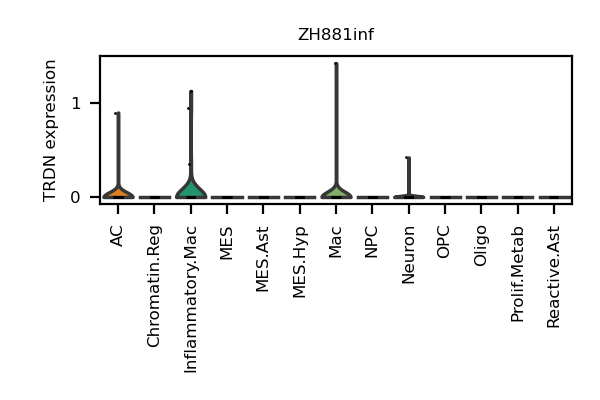 ZH881inf
TRDN expression
1
0
AC
Chromatin.Reg
Inflammatory.Mac
MES
MES.Ast
MES.Hyp
Mac
NPC
Neuron
OPC
Oligo
Prolif.Metab
Reactive.Ast